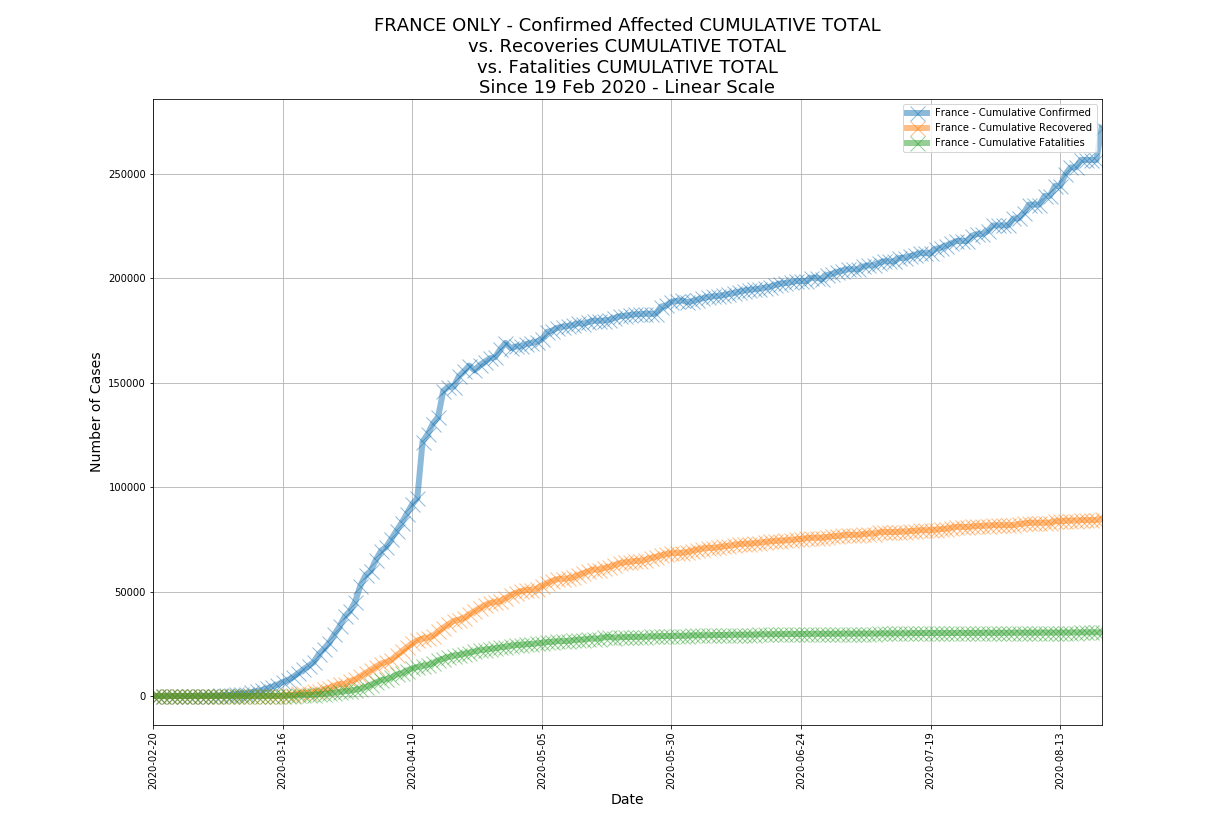 FRANCE ONLY - Confirmed Affected CUMULATIVE TOTAL
vs. Recoveries CUMULATIVE TOTAL
vs. Fatalities CUMULATIVE TOTAL
Since 19 Feb 2020 - Linear Scale
France - Cumulative Confirmed
France - Cumulative Recovered
France - Cumulative Fatalities
Number of Cases
250000
200000
150000
100000
50000
0
2020-02-20
2020-03-16
2020-04-10
2020-05-05
2020-05-30
2020-06-24
2020-07-19
2020-08-13
Date